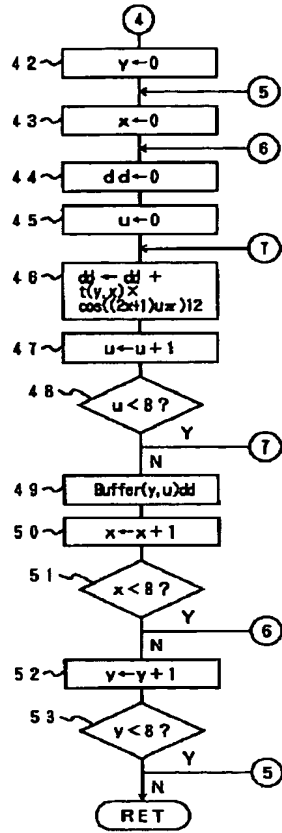 4
42 y←0
5
43 x←0
6
44 dd←0
45 u←0
7
46 dd ← dd +
t(y,x)×
cos((2x+1)uπ)12
47 u←u+1
48 u<8?
Y 7
N
49 Buffer(y,u)dd
50 x←x+1
51 x<8?
Y 6
N
52 y←y+1
53 y<8?
Y 5
N
RET